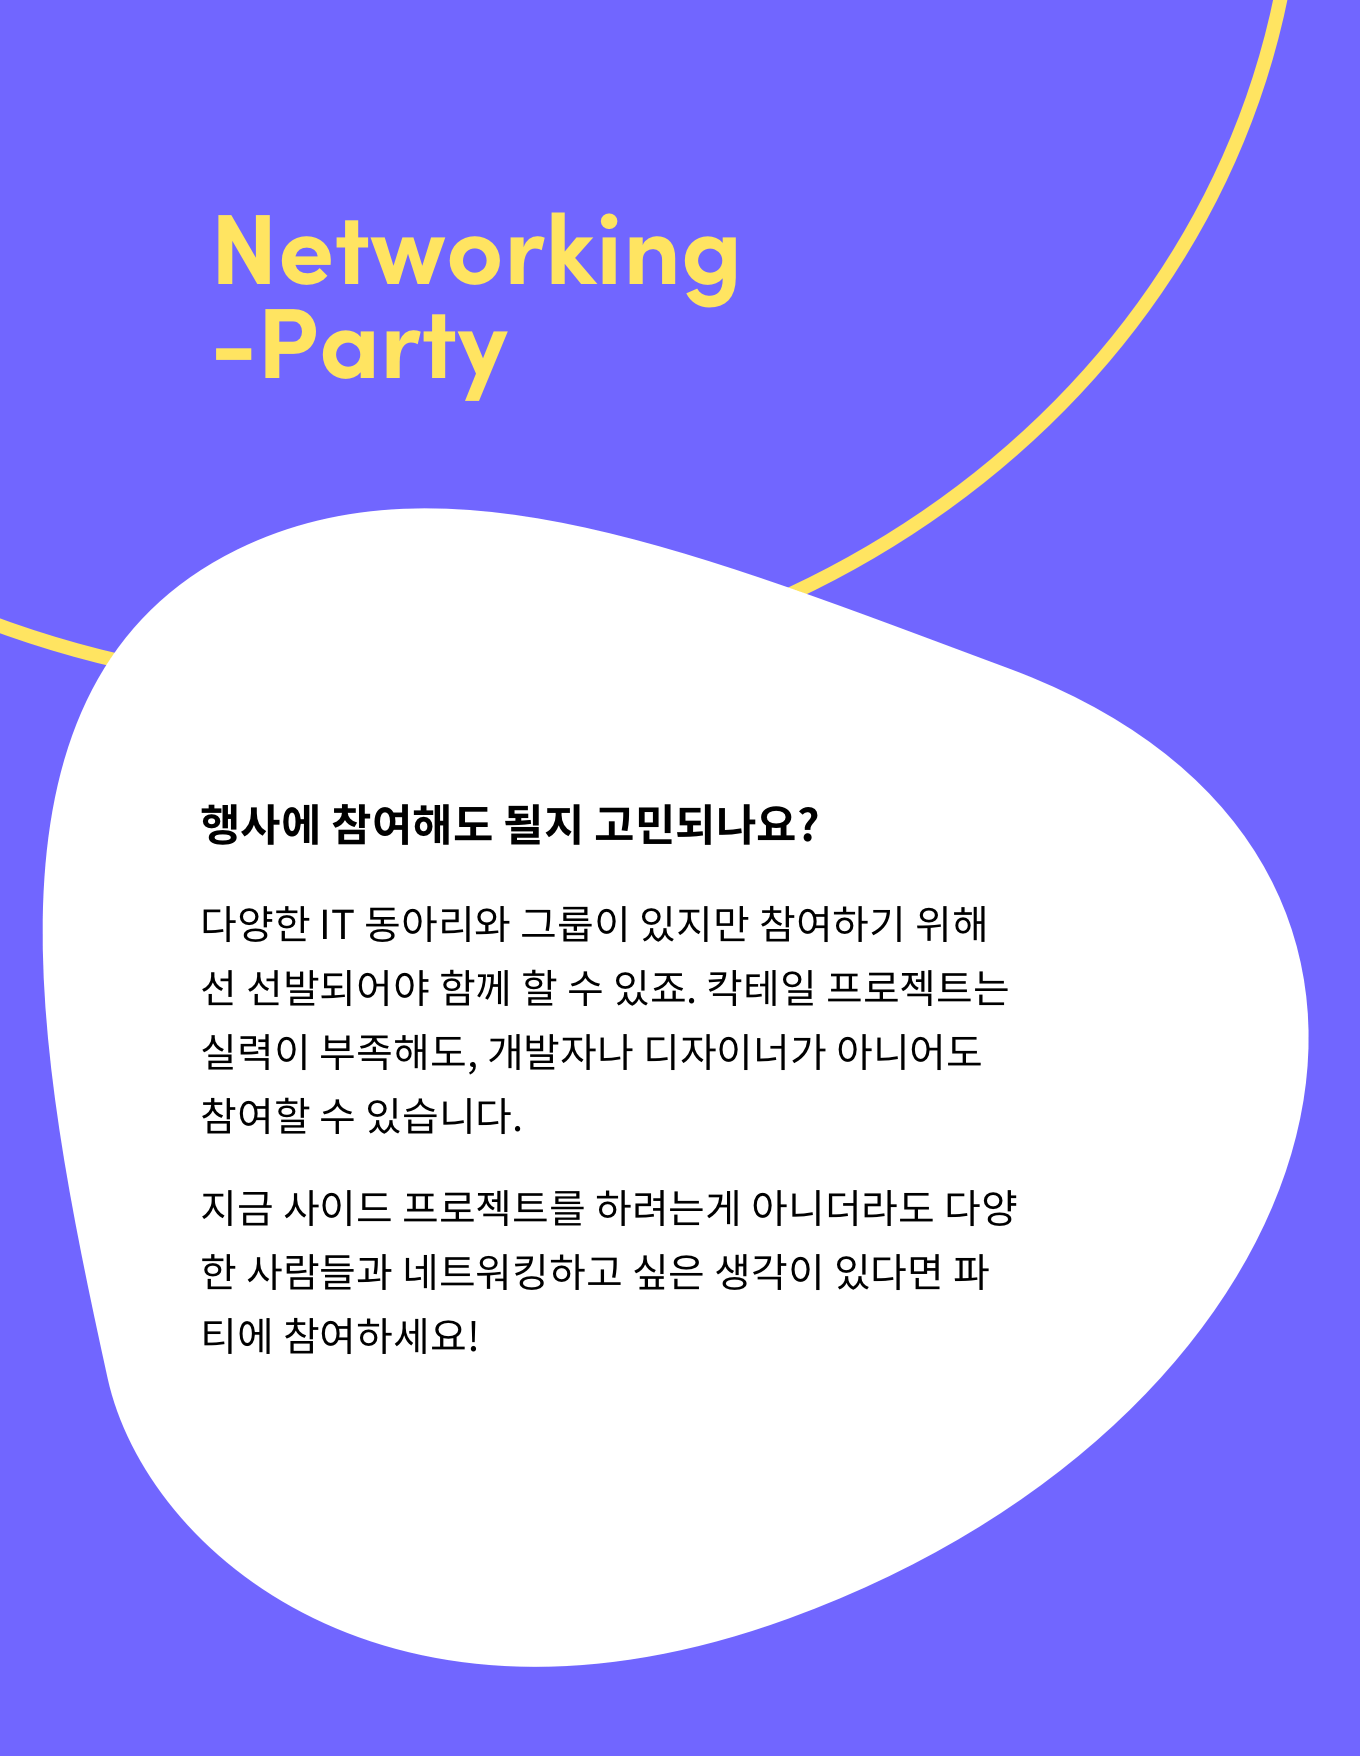 Networking
-Party
행사에 참여해도 될지 고민되나요?
다양한 IT 동아리와 그룹이 있지만 참여하기 위해
선 선발되어야 함께 할 수 있죠. 칵테일 프로젝트는
실력이 부족해도, 개발자나 디자이너가 아니어도
참여할 수 있습니다.
지금 사이드 프로젝트를 하려는게 아니더라도 다양
한 사람들과 네트워킹하고 싶은 생각이 있다면 파
티에 참여하세요!